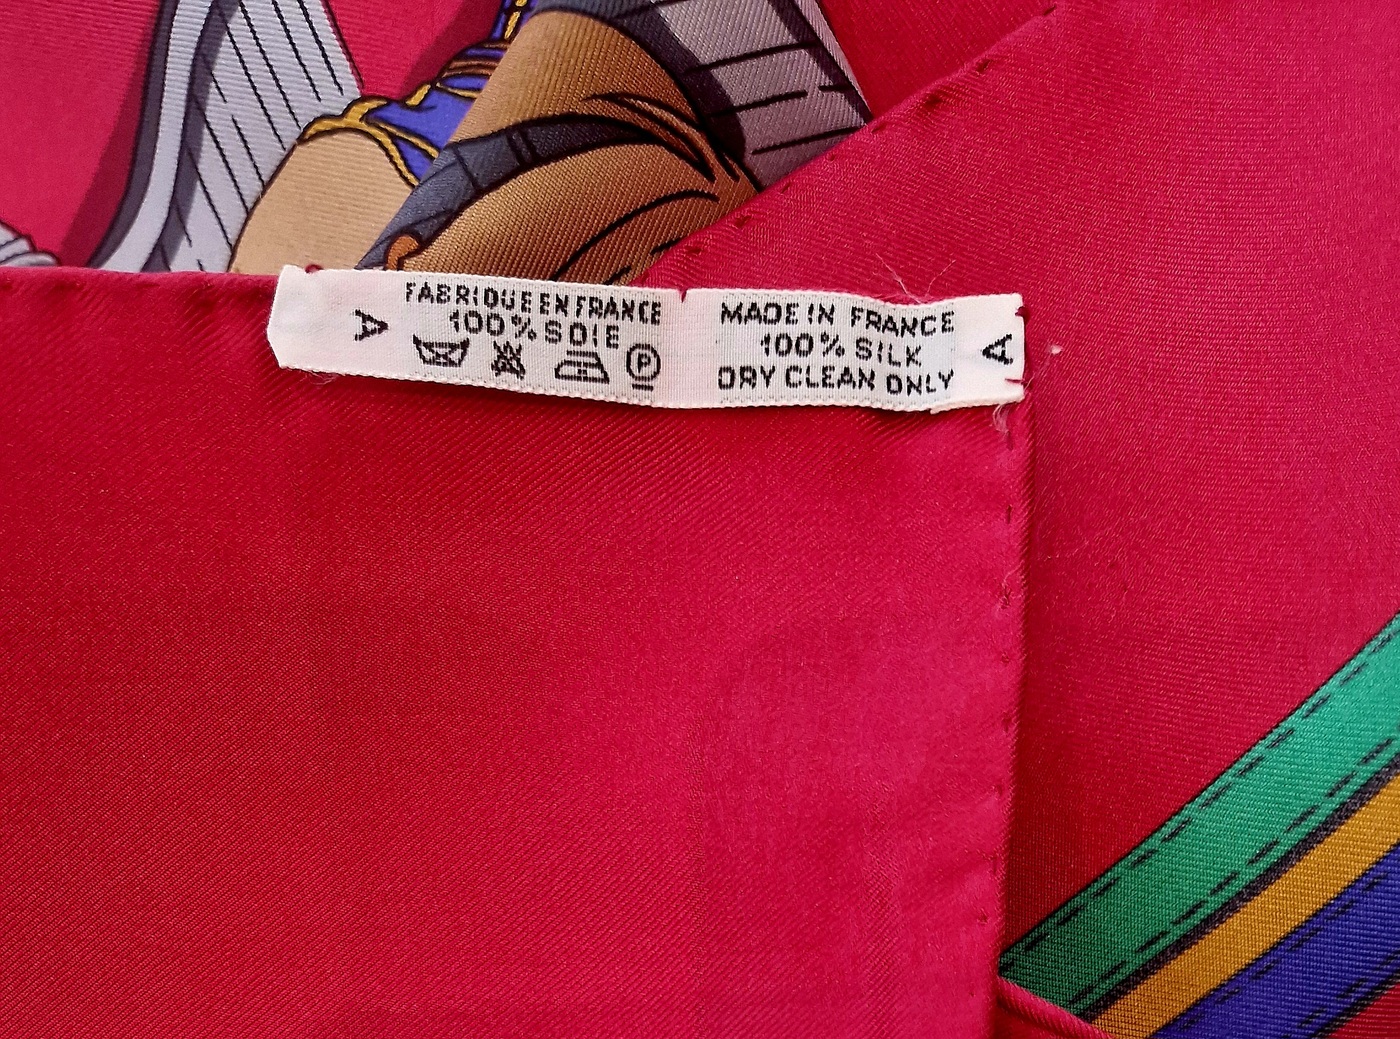 A
FABRIQUE EN FRANCE
100% SOIE
P
MADE IN FRANCE
100% SILK
DRY CLEAN ONLY
A